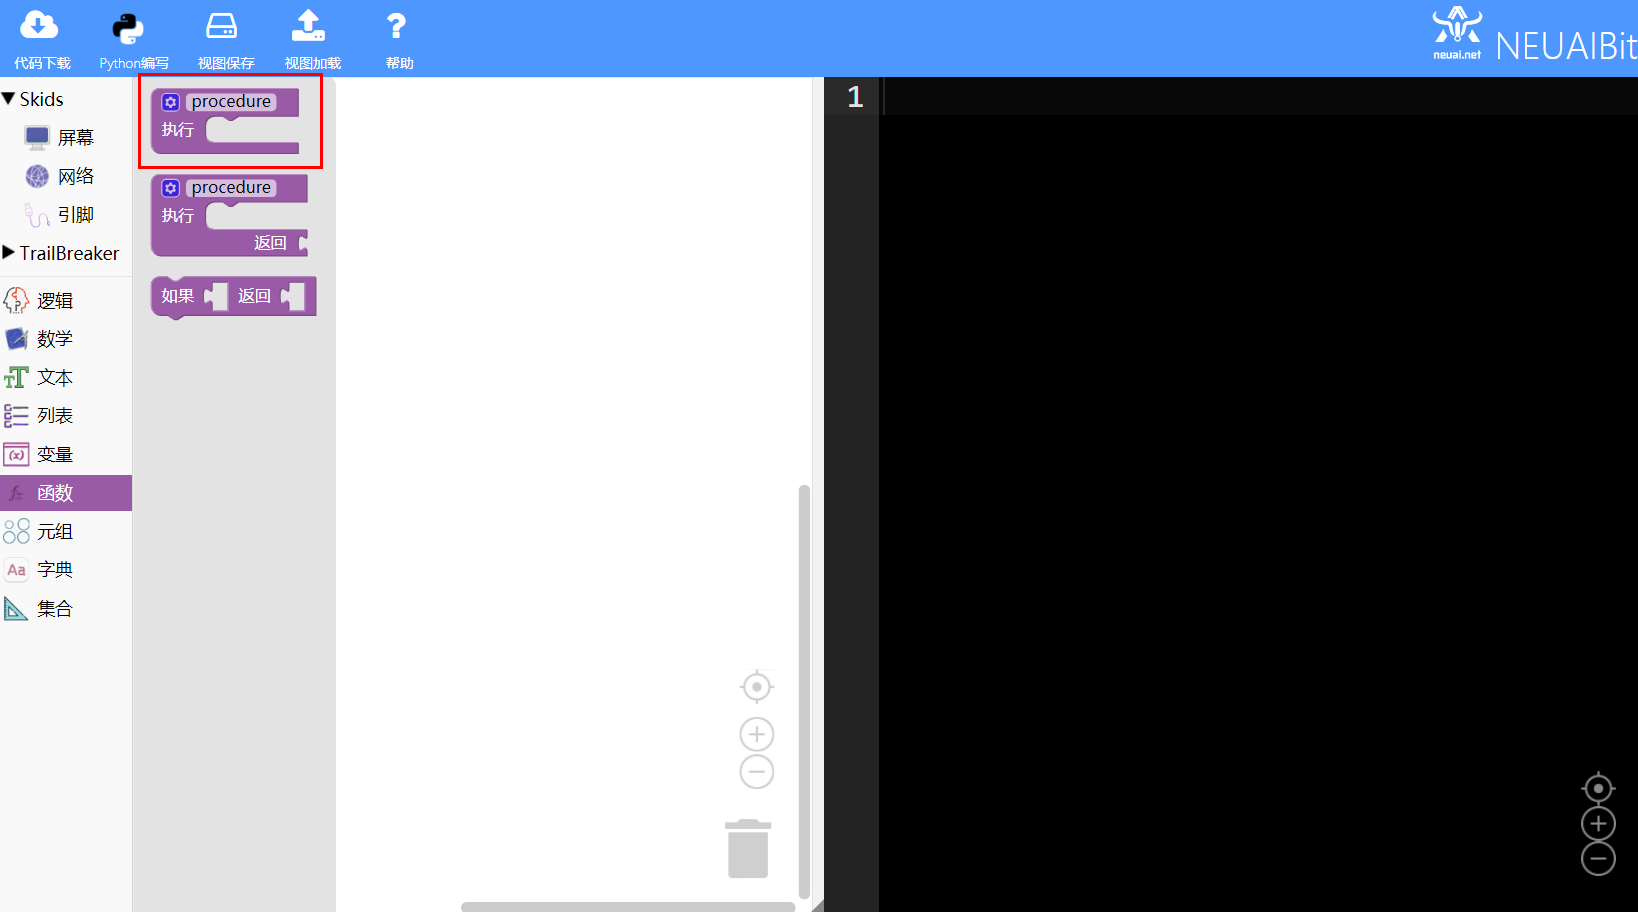 代码下载 Python编写 视图保存 视图加载 帮助
neuai.net NEUAIBit
Skids
屏幕
网络
引脚
TrailBreaker
逻辑
数学
文本
列表
变量
函数
元组
字典
集合
procedure
执行
procedure
执行
返回
如果 返回
1